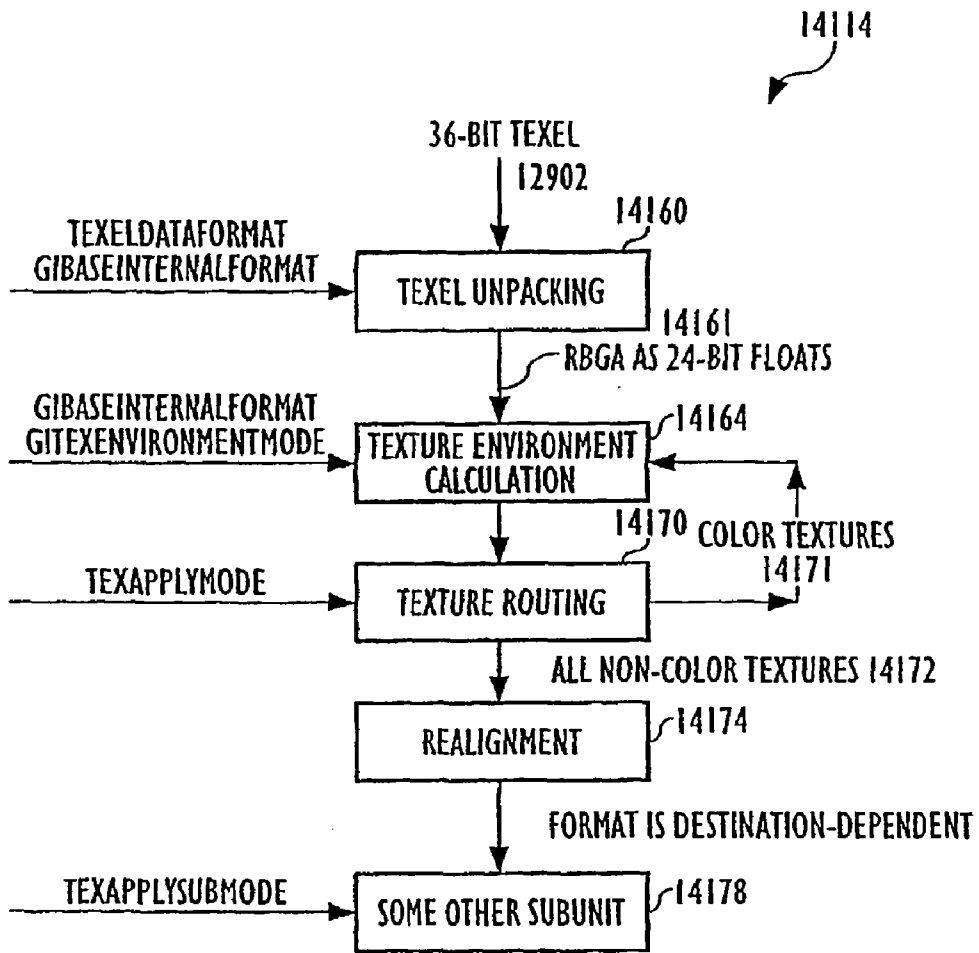 14114
36-BIT TEXEL
12902
14160
TEXELDATAFORMAT
GIBASEINTERNALFORMAT
TEXEL UNPACKING
14161
RBGA AS 24-BIT FLOATS
GIBASEINTERNALFORMAT
GITEXENVIRONMENTMODE
TEXTURE ENVIRONMENT
CALCULATION
14164
14170
COLOR TEXTURES
14171
TEXAPPLYMODE
TEXTURE ROUTING
ALL NON-COLOR TEXTURES 14172
REALIGNMENT
14174
FORMAT IS DESTINATION-DEPENDENT
TEXAPPLYSUBMODE
SOME OTHER SUBUNIT
14178